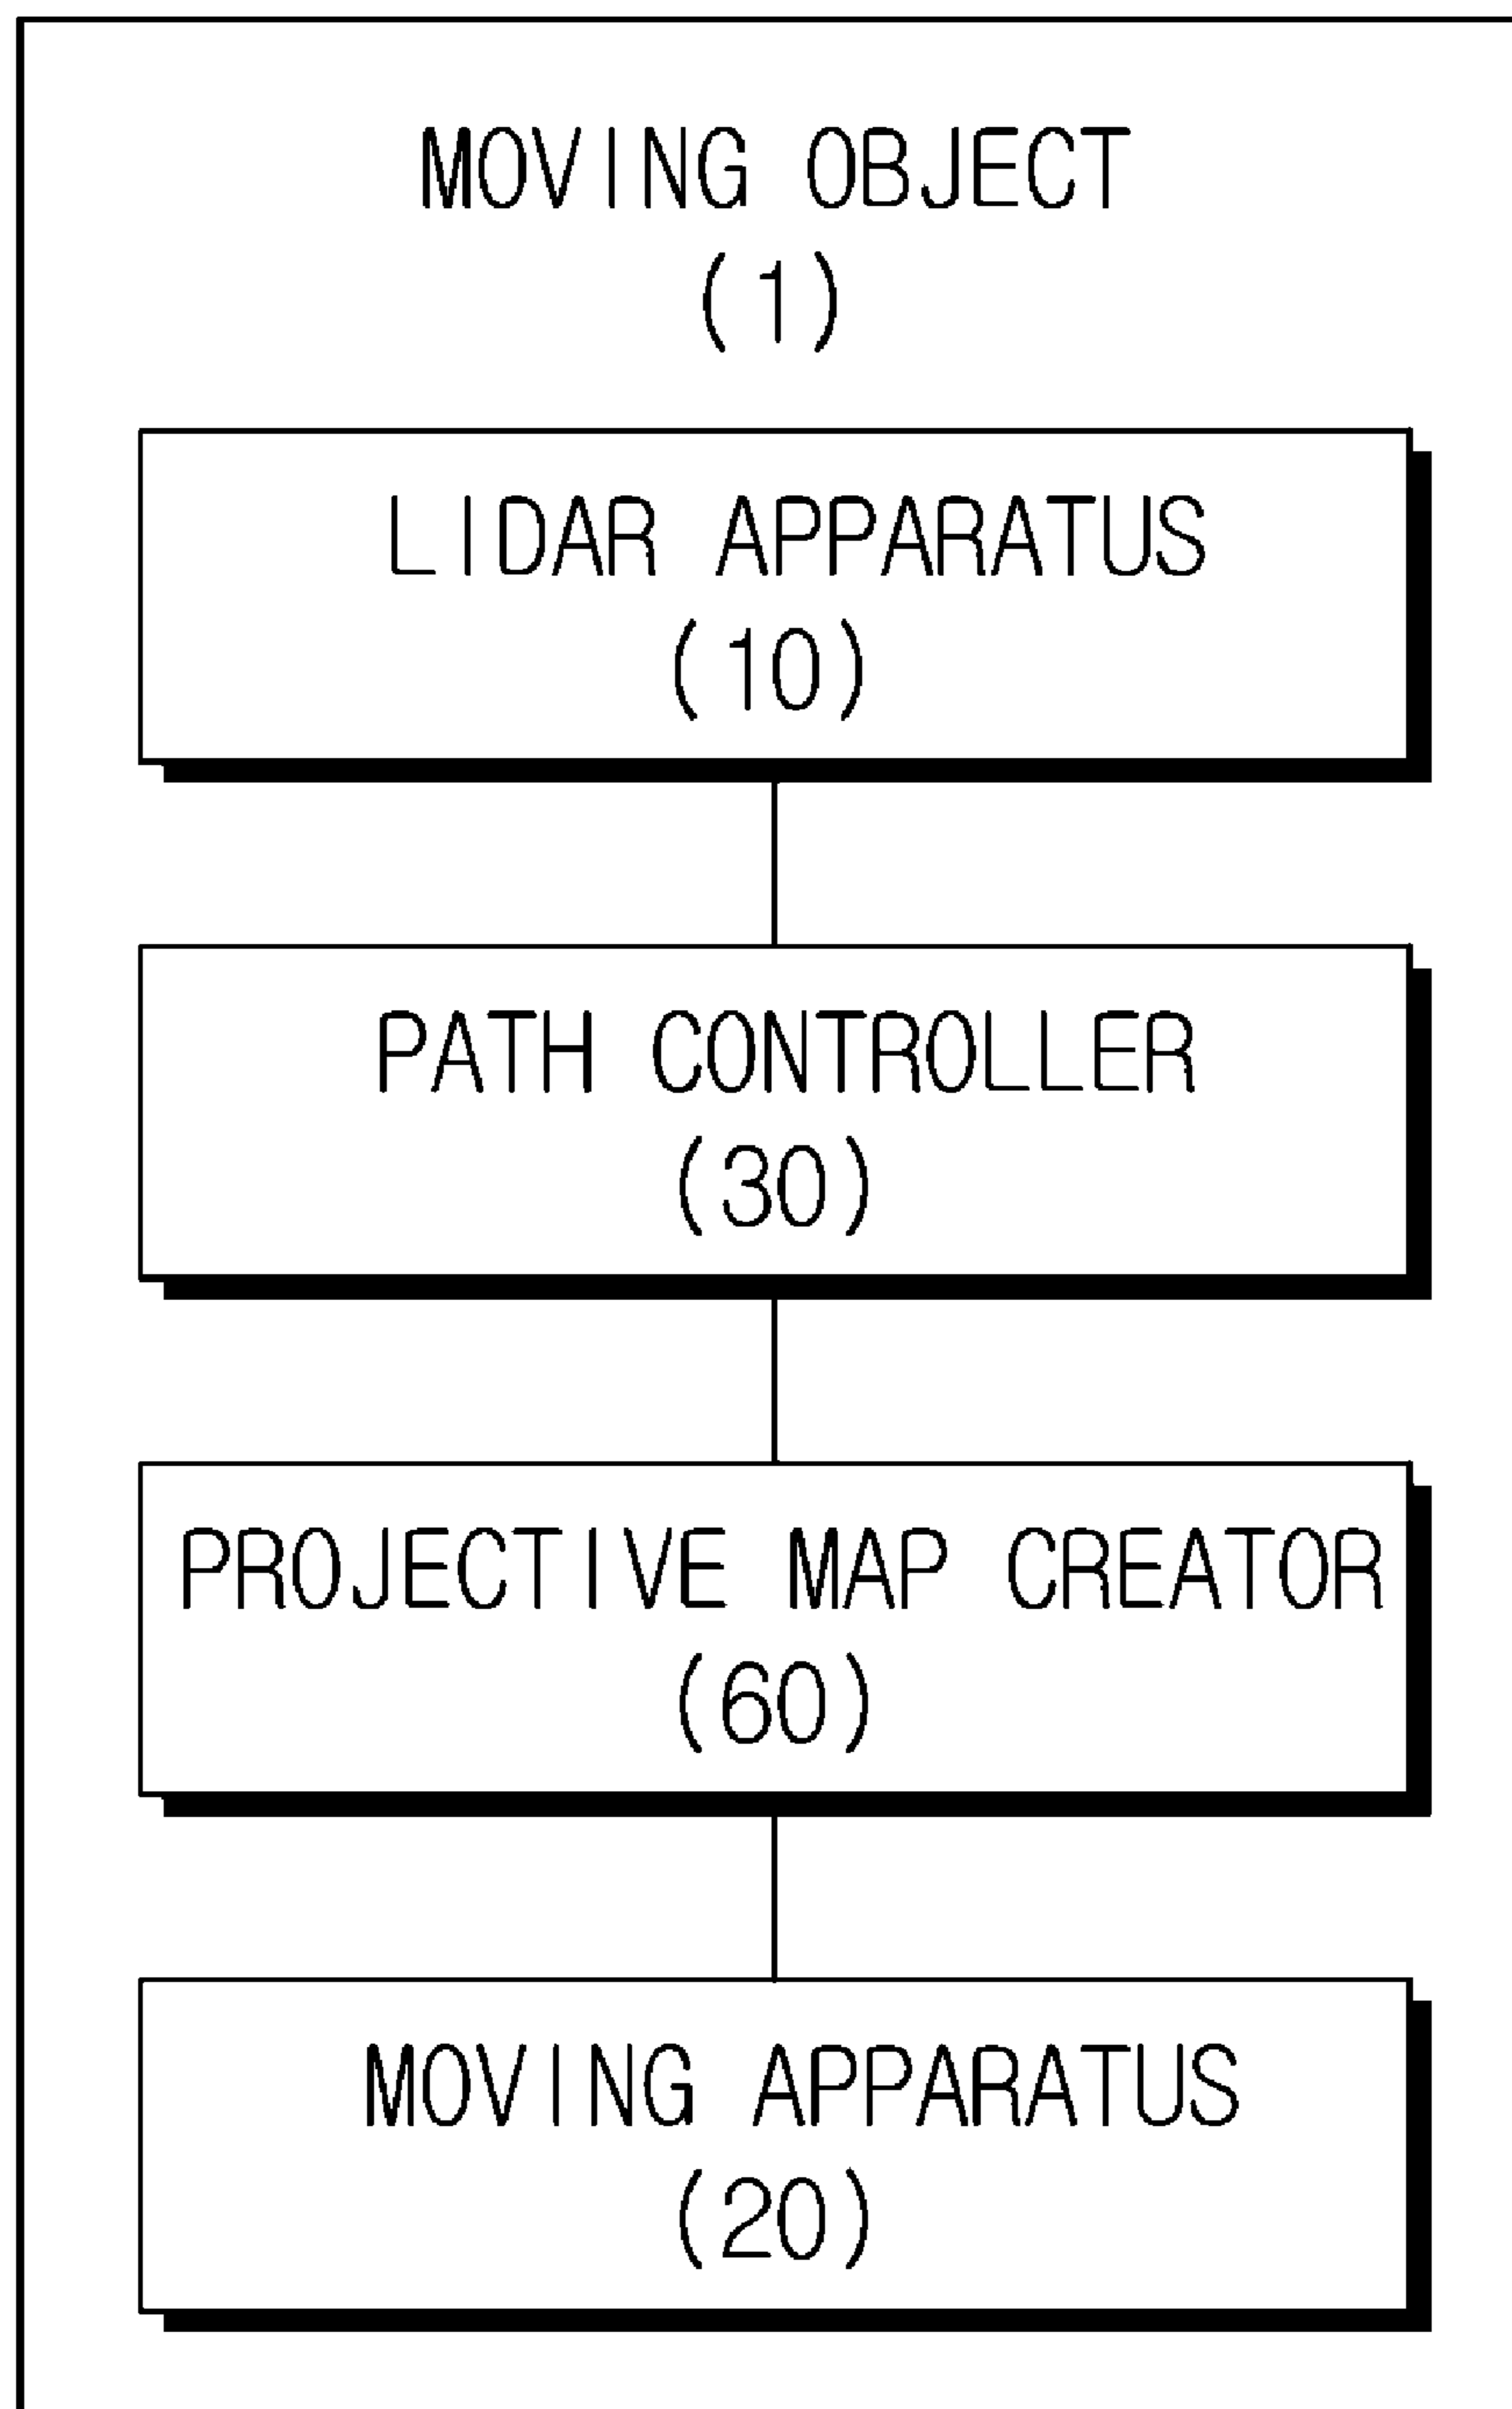 MOVING OBJECT
(1)
LIDAR APPARATUS
(10)
PATH CONTROLLER
(30)
PROJECTIVE MAP CREATOR
(60)
MOVING APPARATUS
(20)